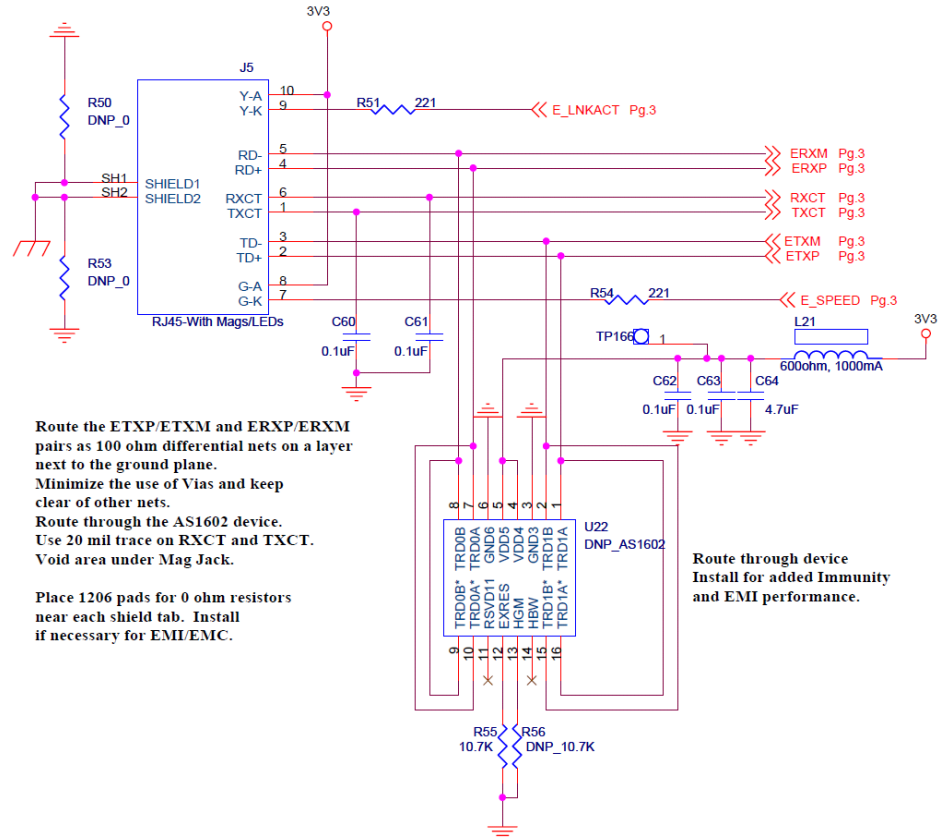 3V3
J5
R50
DNP_0
SH1
SH2
SHIELD1
SHIELD2
R53
DNP_0
Y-A 10
Y-K 9
RD- 5
RD+ 4
RXCT 6
TXCT 1
TD- 3
TD+ 2
G-A 8
G-K 7
RJ45-With Mags/LEDs
R51 221
E_LNKACT Pg.3
ERXM Pg.3
ERXP Pg.3
RXCT Pg.3
TXCT Pg.3
ETXM Pg.3
ETXP Pg.3
R54 221
E_SPEED Pg.3
C60
0.1uF
C61
0.1uF
TP166 1
L21
600ohm, 1000mA
3V3
C62
0.1uF
C63
0.1uF
C64
4.7uF
Route the ETXP/ETXM and ERXP/ERXM
pairs as 100 ohm differential nets on a layer
next to the ground plane.
Minimize the use of Vias and keep
clear of other nets.
Route through the AS1602 device.
Use 20 mil trace on RXCT and TXCT.
Void area under Mag Jack.
Place 1206 pads for 0 ohm resistors
near each shield tab. Install
if necessary for EMI/EMC.
8 7 6 5 4 3 2 1
TRD0B TRD0A GND6 VDD5 VDD4 GND3 TRD1B TRD1A
TRD0B* TRD0A* RSVD11 EXRES HGM HBW TRD1B* TRD1A*
9 10 11 12 13 14 15 16
U22
DNP_AS1602
Route through device
Install for added Immunity
and EMI performance.
R55
10.7K
R56
DNP_10.7K